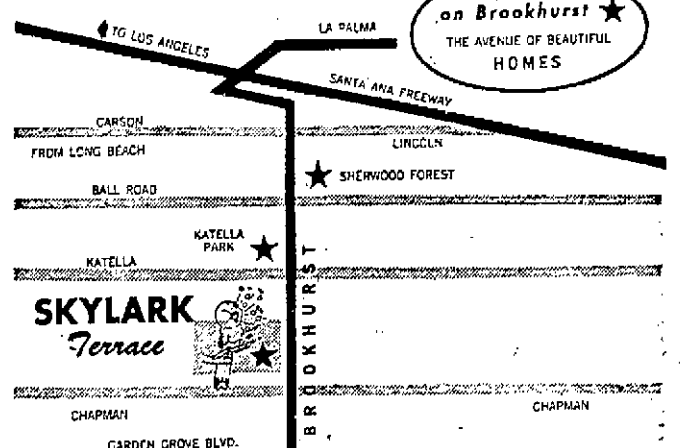 on Brookhurst
THE AVENUE OF BEAUTIFUL
HOMES
TO LOS ANGELES
LA PALMA
SANTA ANA FREEWAY
CARSON
LINCOLN
FROM LONG BEACH
SHERWOOD FOREST
BALL ROAD
KATELLA
PARK
KATELLA
BROOKHURST
SKYLARK
Terrace
CHAPMAN
CHAPMAN
GARDEN GROVE BLVD.